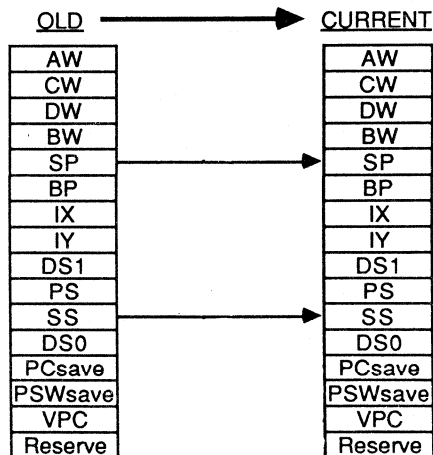 OLD CURRENT
AW AW
CW CW
DW DW
BW BW
SP SP
BP BP
IX IX
IY IY
DS1 DS1
PS PS
SS SS
DS0 DS0
PCsave PCsave
PSWsave PSWsave
VPC VPC
Reserve Reserve